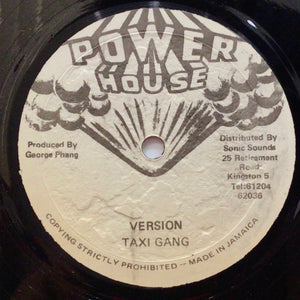 POWER
HOUSE
Produced By
George Phang
Distributed By
Sonic Sounds
25 Retirement
Road
Kingston 5
Tel:61204
62036
VERSION
TAXI GANG
COPYING STRICTLY PROHIBITED – MADE IN JAMAICA